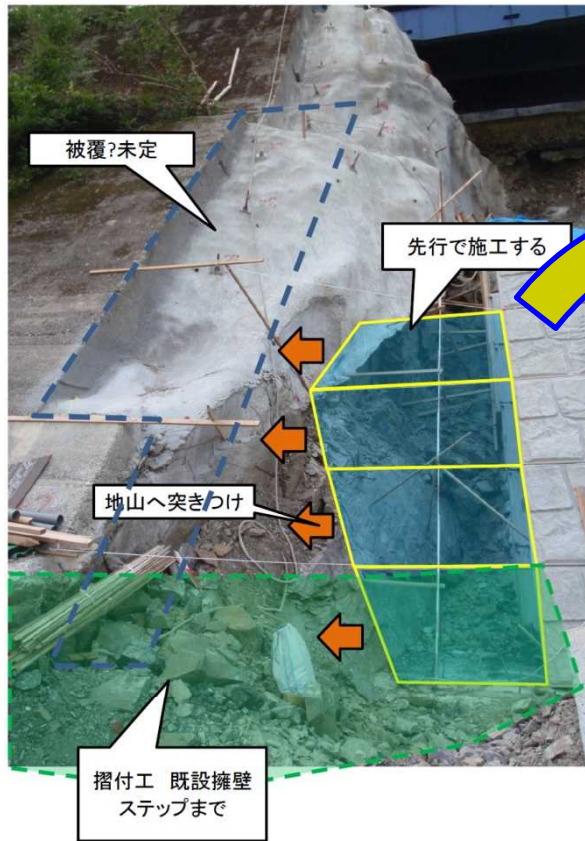 被覆?未定
先行で施工する
地山へ突きつけ
摺付工 既設擁壁
ステップまで